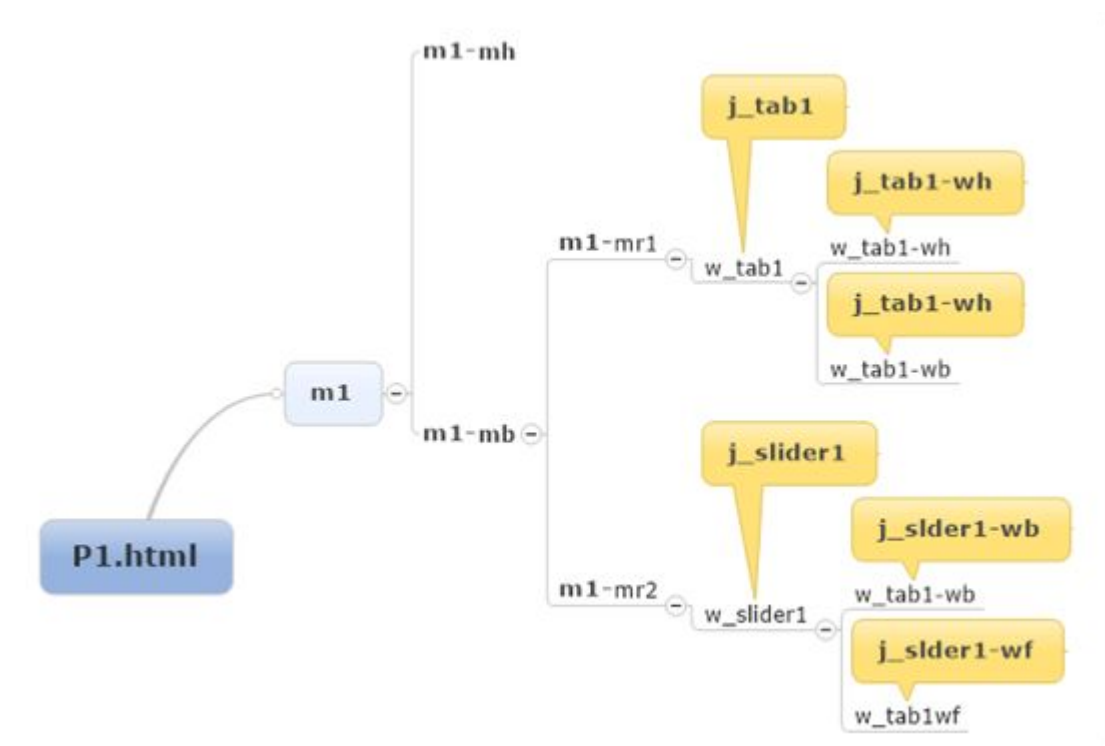 m1-mh
j_tab1
j_tab1-wh
m1-mr1
w_tab1
w_tab1-wh
j_tab1-wh
w_tab1-wb
m1
m1-mb
j_slider1
j_slder1-wb
P1.html
m1-mr2
w_slider1
w_tab1-wb
j_slder1-wf
w_tab1wf